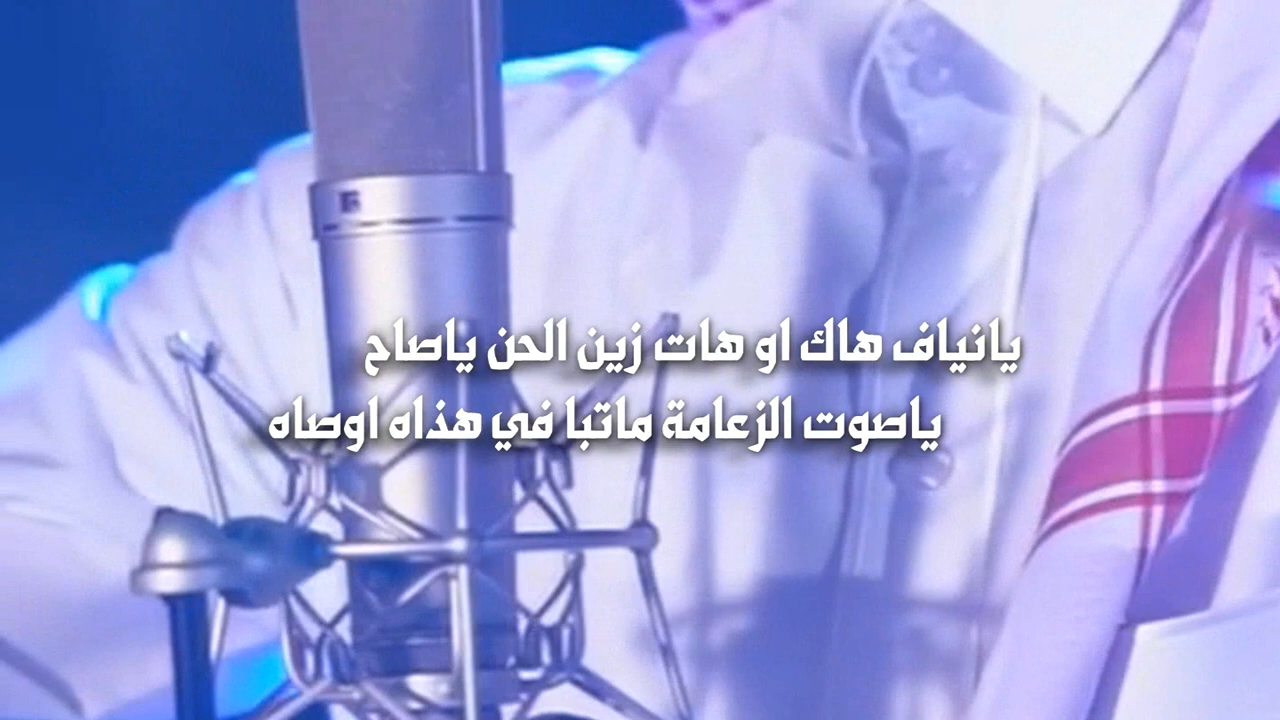 يانياف هاك او هات زين الحن ياصاح
ياصوت الزعامة ماتبا في هذاه اوصاه